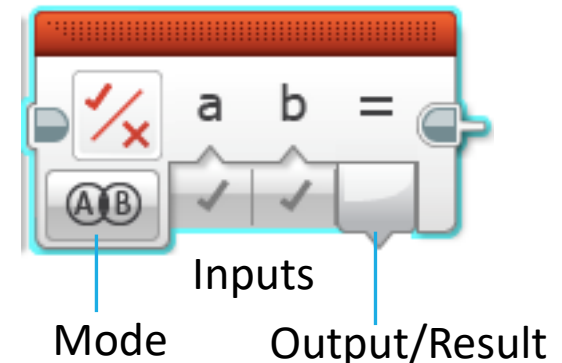 a b =
A B
Inputs
Mode Output/Result